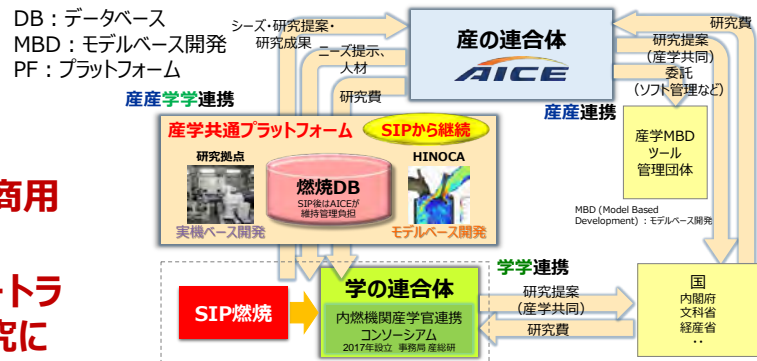 DB：データベース
MBD：モデルベース開発
PF：プラットフォーム
シーズ・研究提案・
研究成果
ニーズ提示、
人材
研究費
産の連合体
AICE
研究費
研究提案
（産学共同）
委託
（ソフト管理など）
産産学学連携
産産連携
産学共通プラットフォーム
SIPから継続
研究拠点
燃焼DB
SIP後はAICEが
維持管理負担
HINOCA
実機ベース開発
モデルベース開発
産学MBD
ツール
管理団体
MBD (Model Based
Development) ：モデルベース開発
商用
トラ
究に
SIP燃焼
学の連合体
内燃機関産学官連携
コンソーシアム
2017年設立 事務局 産総研
学学連携
研究提案
（産学共同）
研究費
国
内閣府
文科省
経産省
‥